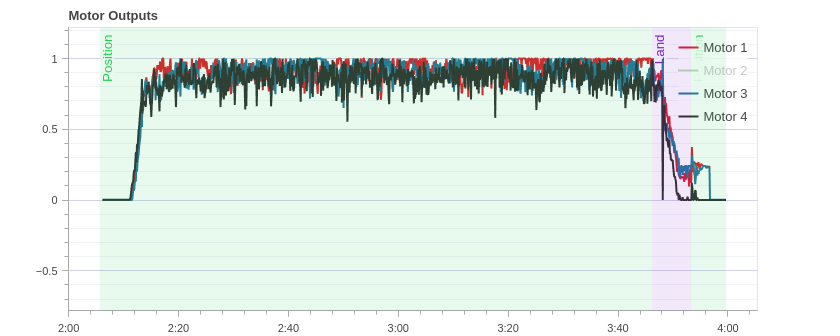 Motor Outputs
Position
Land
Motor 1
Motor 2
Motor 3
Motor 4
1
0.5
0
−0.5
2:00
2:20
2:40
3:00
3:20
3:40
4:00